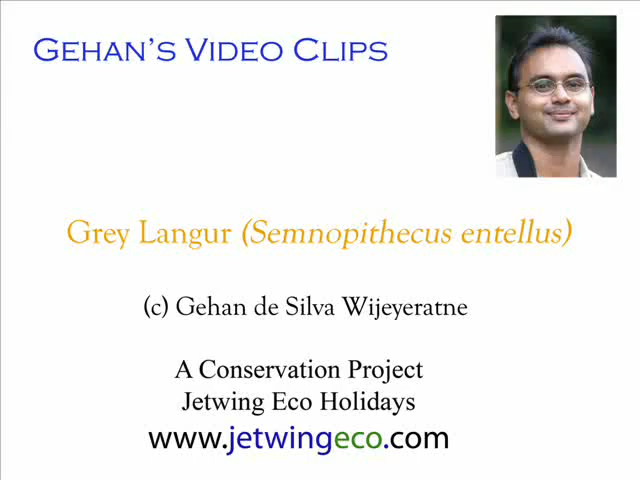 Gehan's Video Clips
Grey Langur (Semnopithecus entellus)
(c) Gehan de Silva Wijeyeratne
A Conservation Project
Jetwing Eco Holidays
www.jetwingeco.com